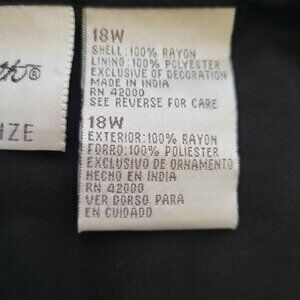 IZE
18W
SHELL:100% RAYON
LINING:100% POLYESTER
EXCLUSIVE OF DECORATION
MADE IN INDIA
RN 42000
SEE REVERSE FOR CARE
18W
EXTERIOR:100% RAYON
FORRO:100% POLIESTER
EXCLUSIVO DE ORNAMENTO
HECHO EN INDIA
RN 42000
VER DORSO PARA
EN CUIDADO